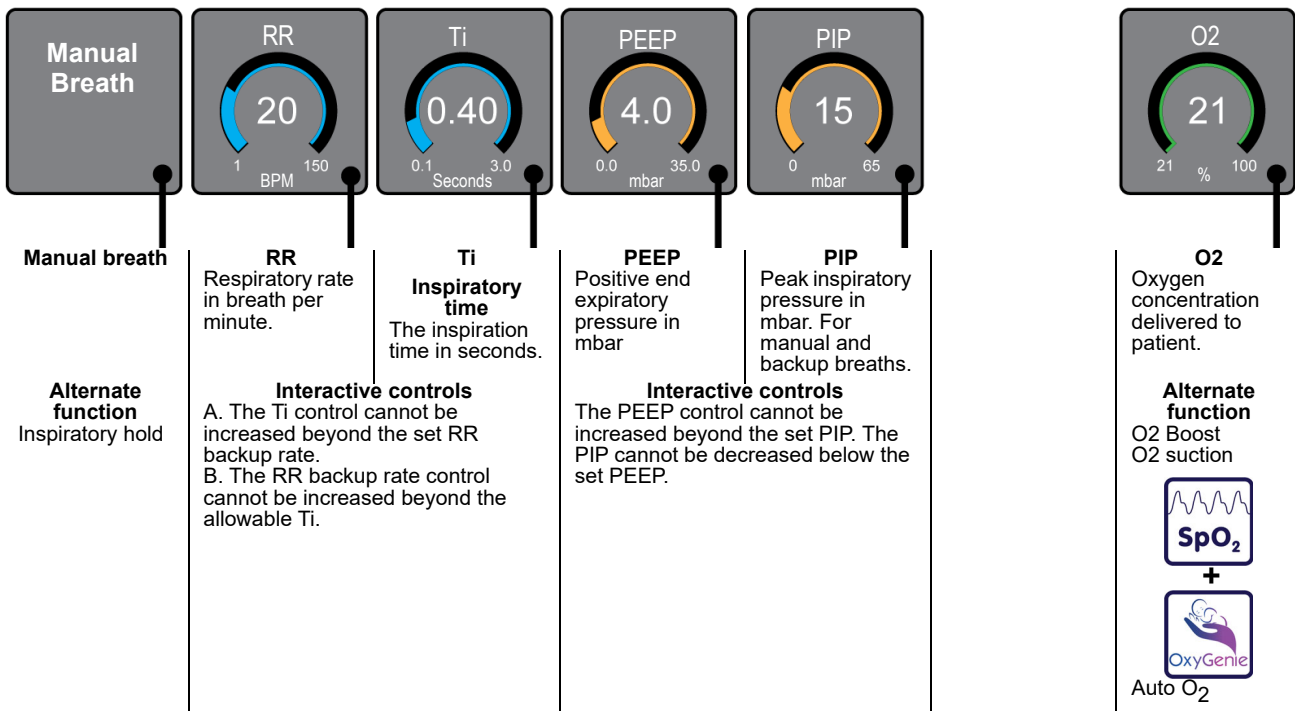 Manual
Breath
RR
20
1
150
BPM
Ti
0.40
0.1
3.0
Seconds
PEEP
4.0
0.0
35.0
mbar
PIP
15
0
65
mbar
O2
21
21
100
%
Manual breath
Alternate
function
Inspiratory hold
RR
Respiratory rate
in breath per
minute.
Ti
Inspiratory
time
The inspiration
time in seconds.
Interactive controls
A. The Ti control cannot be
increased beyond the set RR
backup rate.
B. The RR backup rate control
cannot be increased beyond the
allowable Ti.
PEEP
Positive end
expiratory
pressure in
mbar
PIP
Peak inspiratory
pressure in
mbar. For
manual and
backup breaths.
Interactive controls
The PEEP control cannot be
increased beyond the set PIP. The
PIP cannot be decreased below the
set PEEP.
O2
Oxygen
concentration
delivered to
patient.
Alternate
function
O2 Boost
O2 suction
SpO₂
+
OxyGenie
Auto O₂